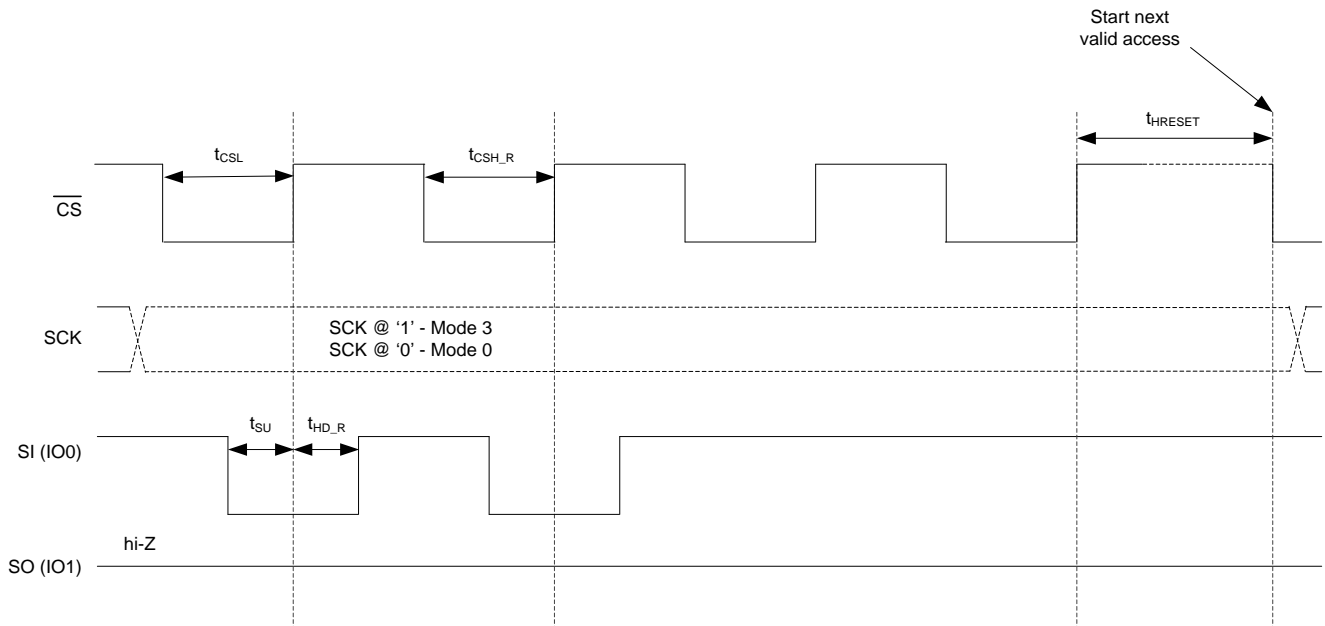 Start next
valid access
tHRESET
tCSL
tCSH_R
CS
SCK
SCK @ ‘1’ - Mode 3
SCK @ ‘0’ - Mode 0
tSU
tHD_R
SI (IO0)
hi-Z
SO (IO1)